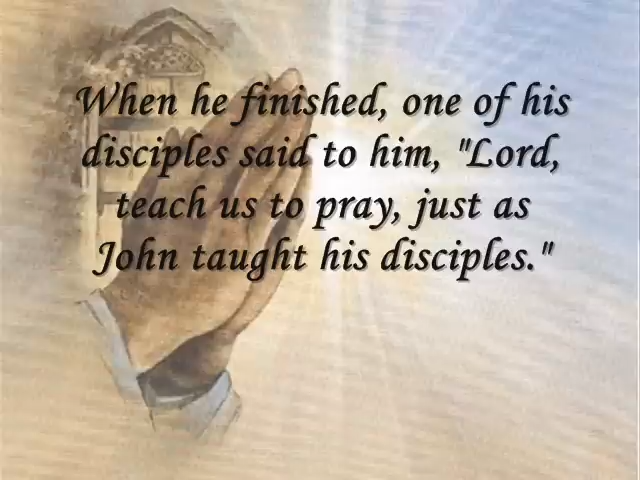 When he finished, one of his
disciples said to him, "Lord,
teach us to pray, just as
John taught his disciples."